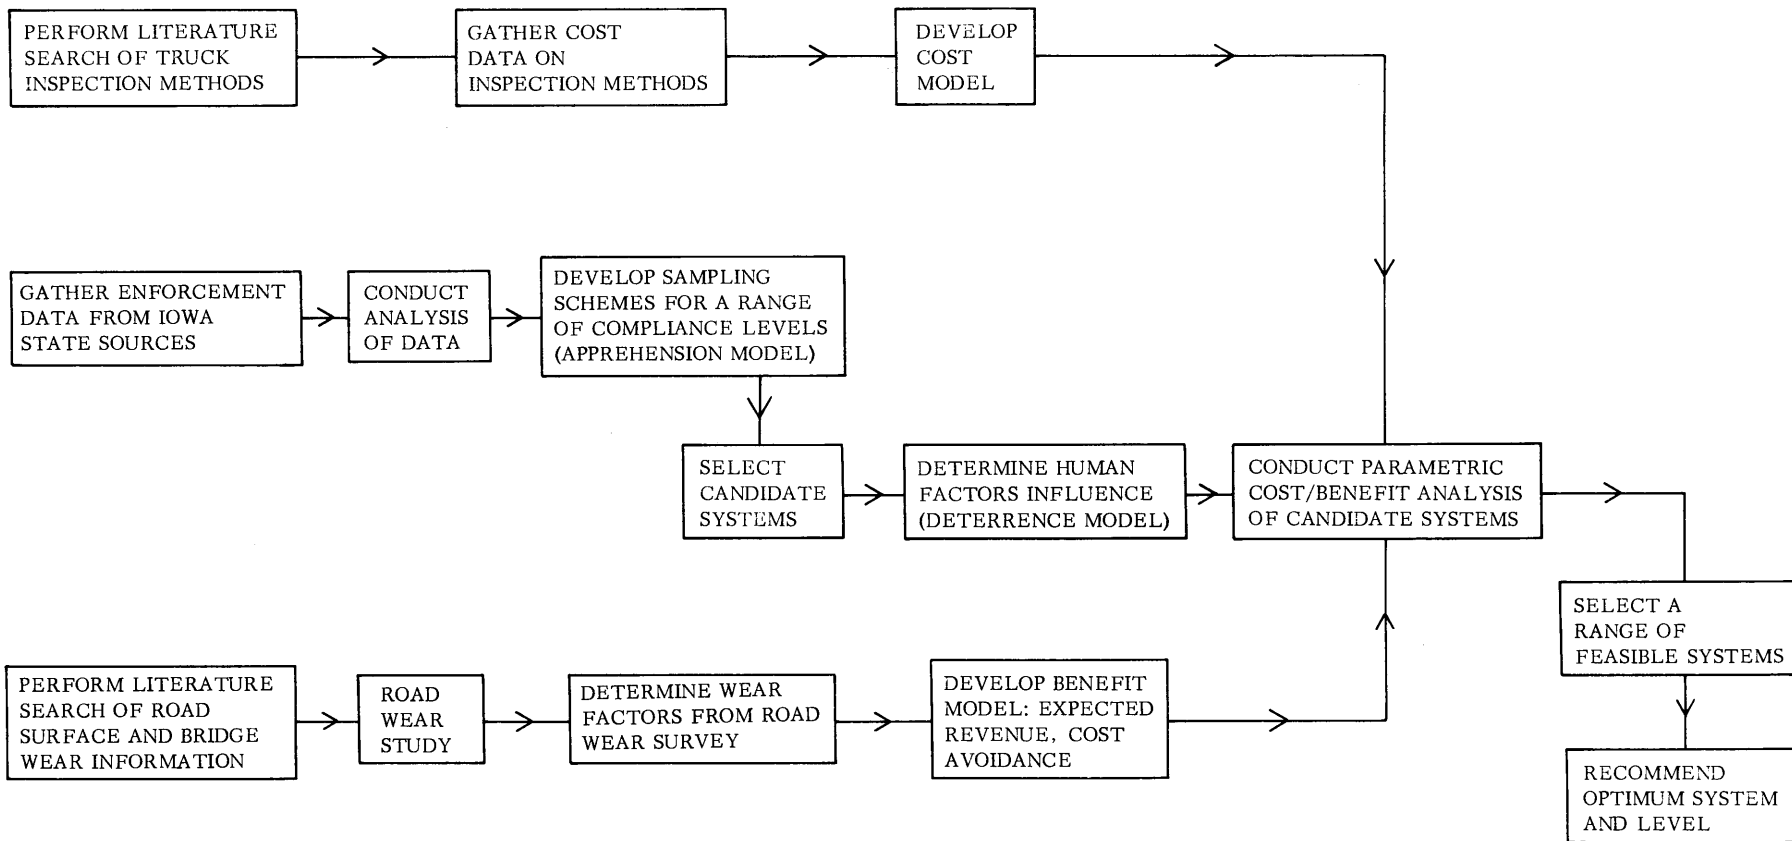 PERFORM LITERATURE
SEARCH OF TRUCK
INSPECTION METHODS
GATHER COST
DATA ON
INSPECTION METHODS
DEVELOP
COST
MODEL
GATHER ENFORCEMENT
DATA FROM IOWA
STATE SOURCES
CONDUCT
ANALYSIS
OF DATA
DEVELOP SAMPLING
SCHEMES FOR A RANGE
OF COMPLIANCE LEVELS
(APPREHENSION MODEL)
SELECT
CANDIDATE
SYSTEMS
DETERMINE HUMAN
FACTORS INFLUENCE
(DETERRENCE MODEL)
CONDUCT PARAMETRIC
COST/BENEFIT ANALYSIS
OF CANDIDATE SYSTEMS
PERFORM LITERATURE
SEARCH OF ROAD
SURFACE AND BRIDGE
WEAR INFORMATION
ROAD
WEAR
STUDY
DETERMINE WEAR
FACTORS FROM ROAD
WEAR SURVEY
DEVELOP BENEFIT
MODEL: EXPECTED
REVENUE, COST
AVOIDANCE
SELECT A
RANGE OF
FEASIBLE SYSTEMS
RECOMMEND
OPTIMUM SYSTEM
AND LEVEL